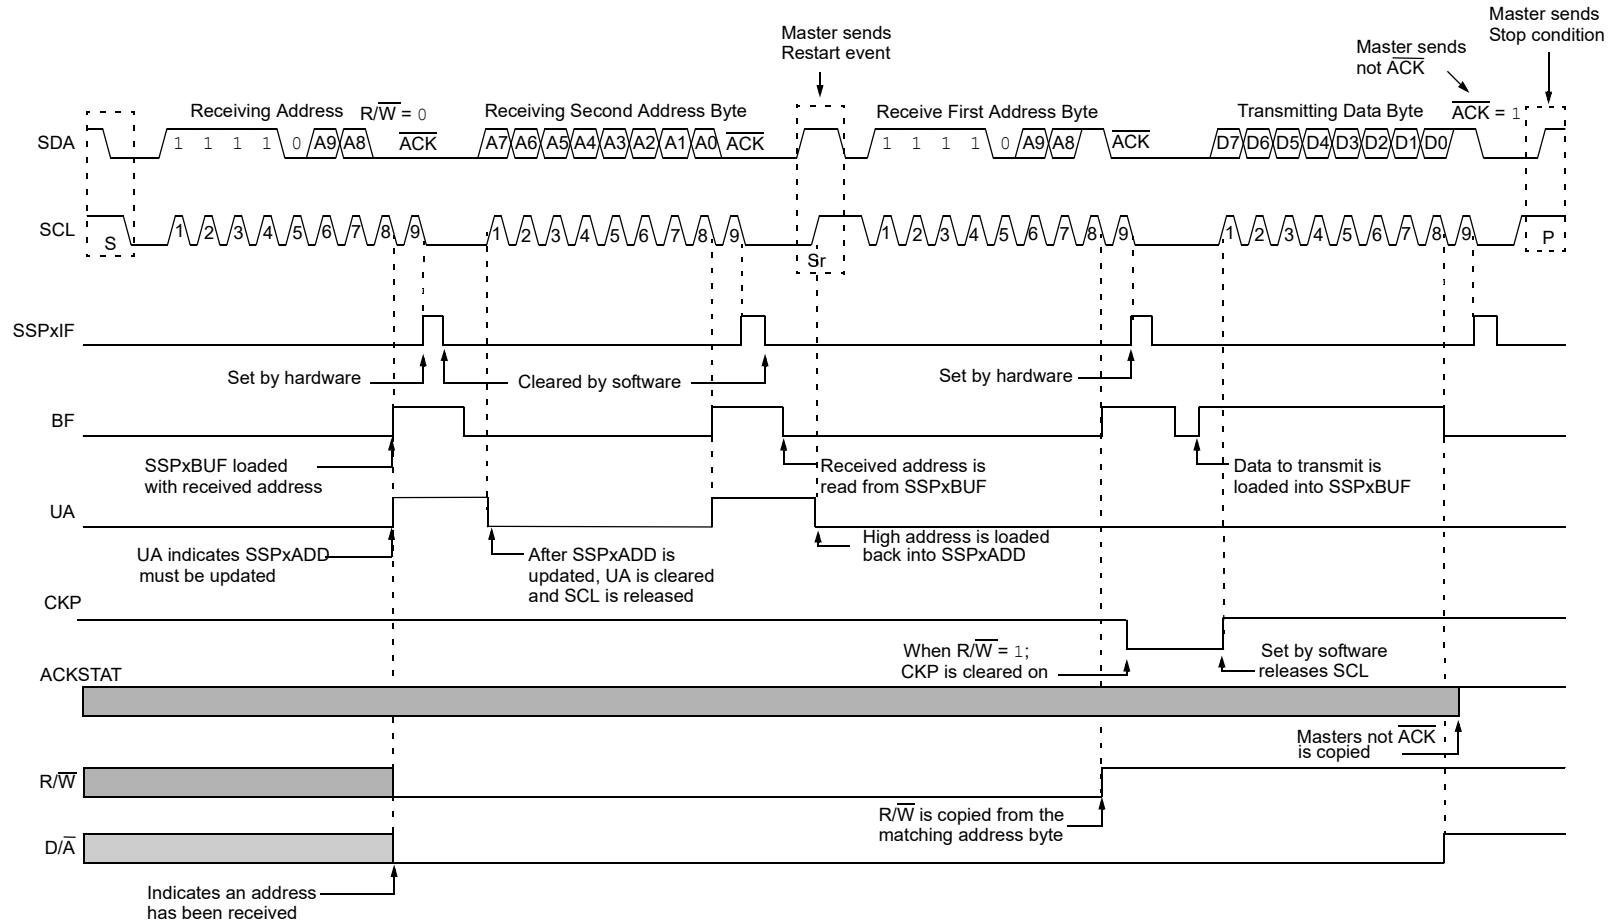 Master sends
Stop condition
Master sends
Restart event
Master sends
not ACK
Receiving Address R/W = 0
Receiving Second Address Byte
Receive First Address Byte
Transmitting Data Byte
ACK = 1
SDA
1 1 1 1 0 A9 A8 ACK
A7 A6 A5 A4 A3 A2 A1 A0 ACK
1 1 1 1 0 A9 A8 ACK
D7 D6 D5 D4 D3 D2 D1 D0
SCL
S
1 2 3 4 5 6 7 8 9
1 2 3 4 5 6 7 8 9
Sr
1 2 3 4 5 6 7 8 9
1 2 3 4 5 6 7 8 9
P
SSPxIF
Set by hardware
Cleared by software
Set by hardware
BF
SSPxBUF loaded
with received address
Received address is
read from SSPxBUF
Data to transmit is
loaded into SSPxBUF
UA
UA indicates SSPxADD
must be updated
After SSPxADD is
updated, UA is cleared
and SCL is released
High address is loaded
back into SSPxADD
CKP
When R/W = 1;
CKP is cleared on
Set by software
releases SCL
ACKSTAT
Masters not ACK
is copied
R/W
R/W is copied from the
matching address byte
D/A
Indicates an address
has been received